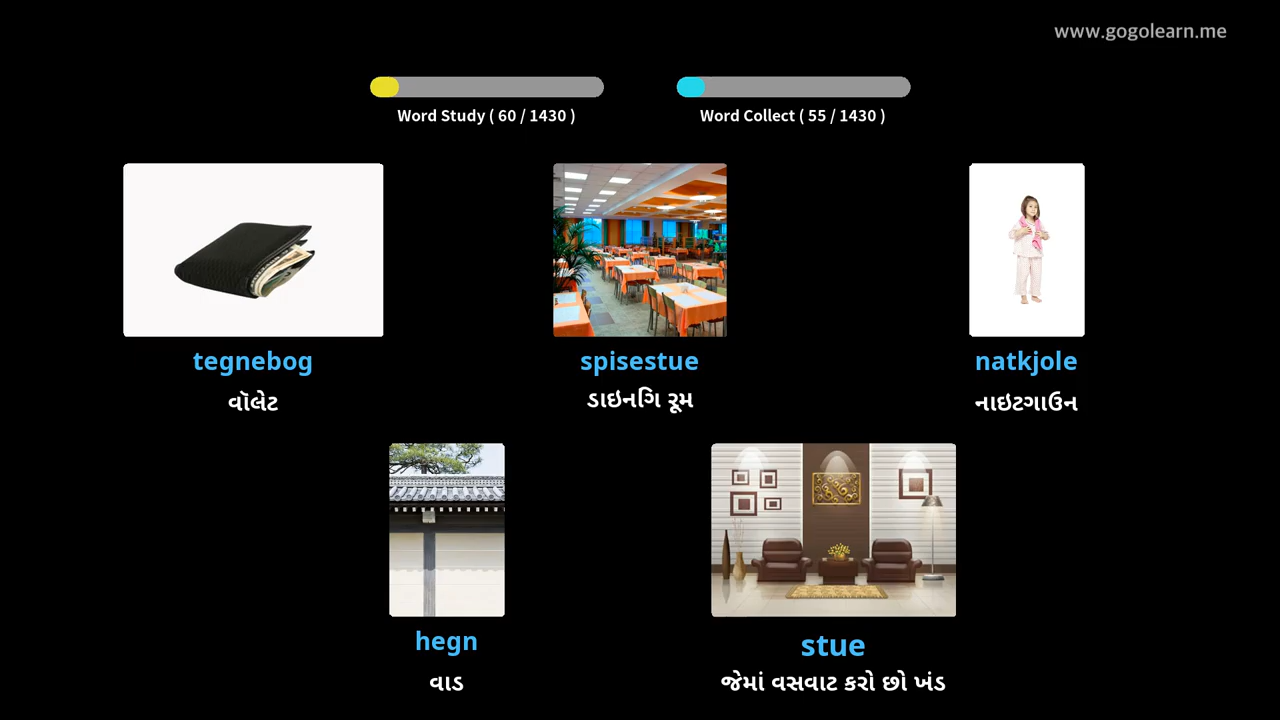 www.gogolearn.me
Word Study ( 60 / 1430 )
Word Collect ( 55 / 1430 )
tegnebog
વૉલેટ
spisestue
ડાઇનગિ રૂમ
natkjole
નાઇટગાઉન
hegn
વાડ
stue
જેમાં વસવાટ કરો છો ખંડ